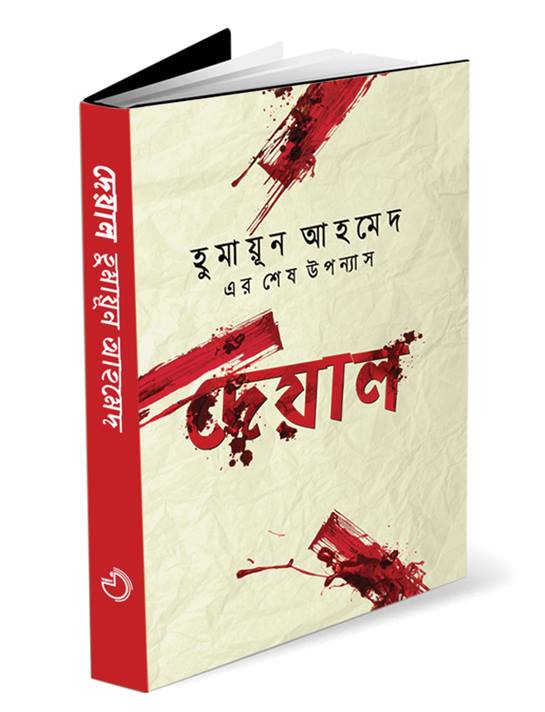 হুমায়ূন আহমেদ
এর শেষ উপন্যাস
দেয়াল
দেয়াল হুমায়ূন আহমেদ